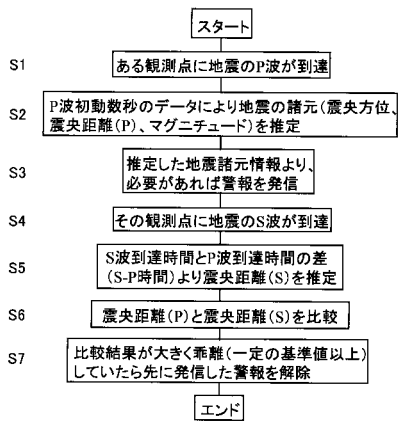 スタート
S1
ある観測点に地震のP波が到達
S2
P波初動数秒のデータにより地震の諸元(震央方位、
震央距離(P)、マグニチュード)を推定
S3
推定した地震諸元情報より、
必要があれば警報を発信
S4
その観測点に地震のS波が到達
S5
S波到達時間とP波到達時間の差
(S-P時間)より震央距離(S)を推定
S6
震央距離(P)と震央距離(S)を比較
S7
比較結果が大きく乖離(一定の基準値以上)
していたら先に発信した警報を解除
エンド